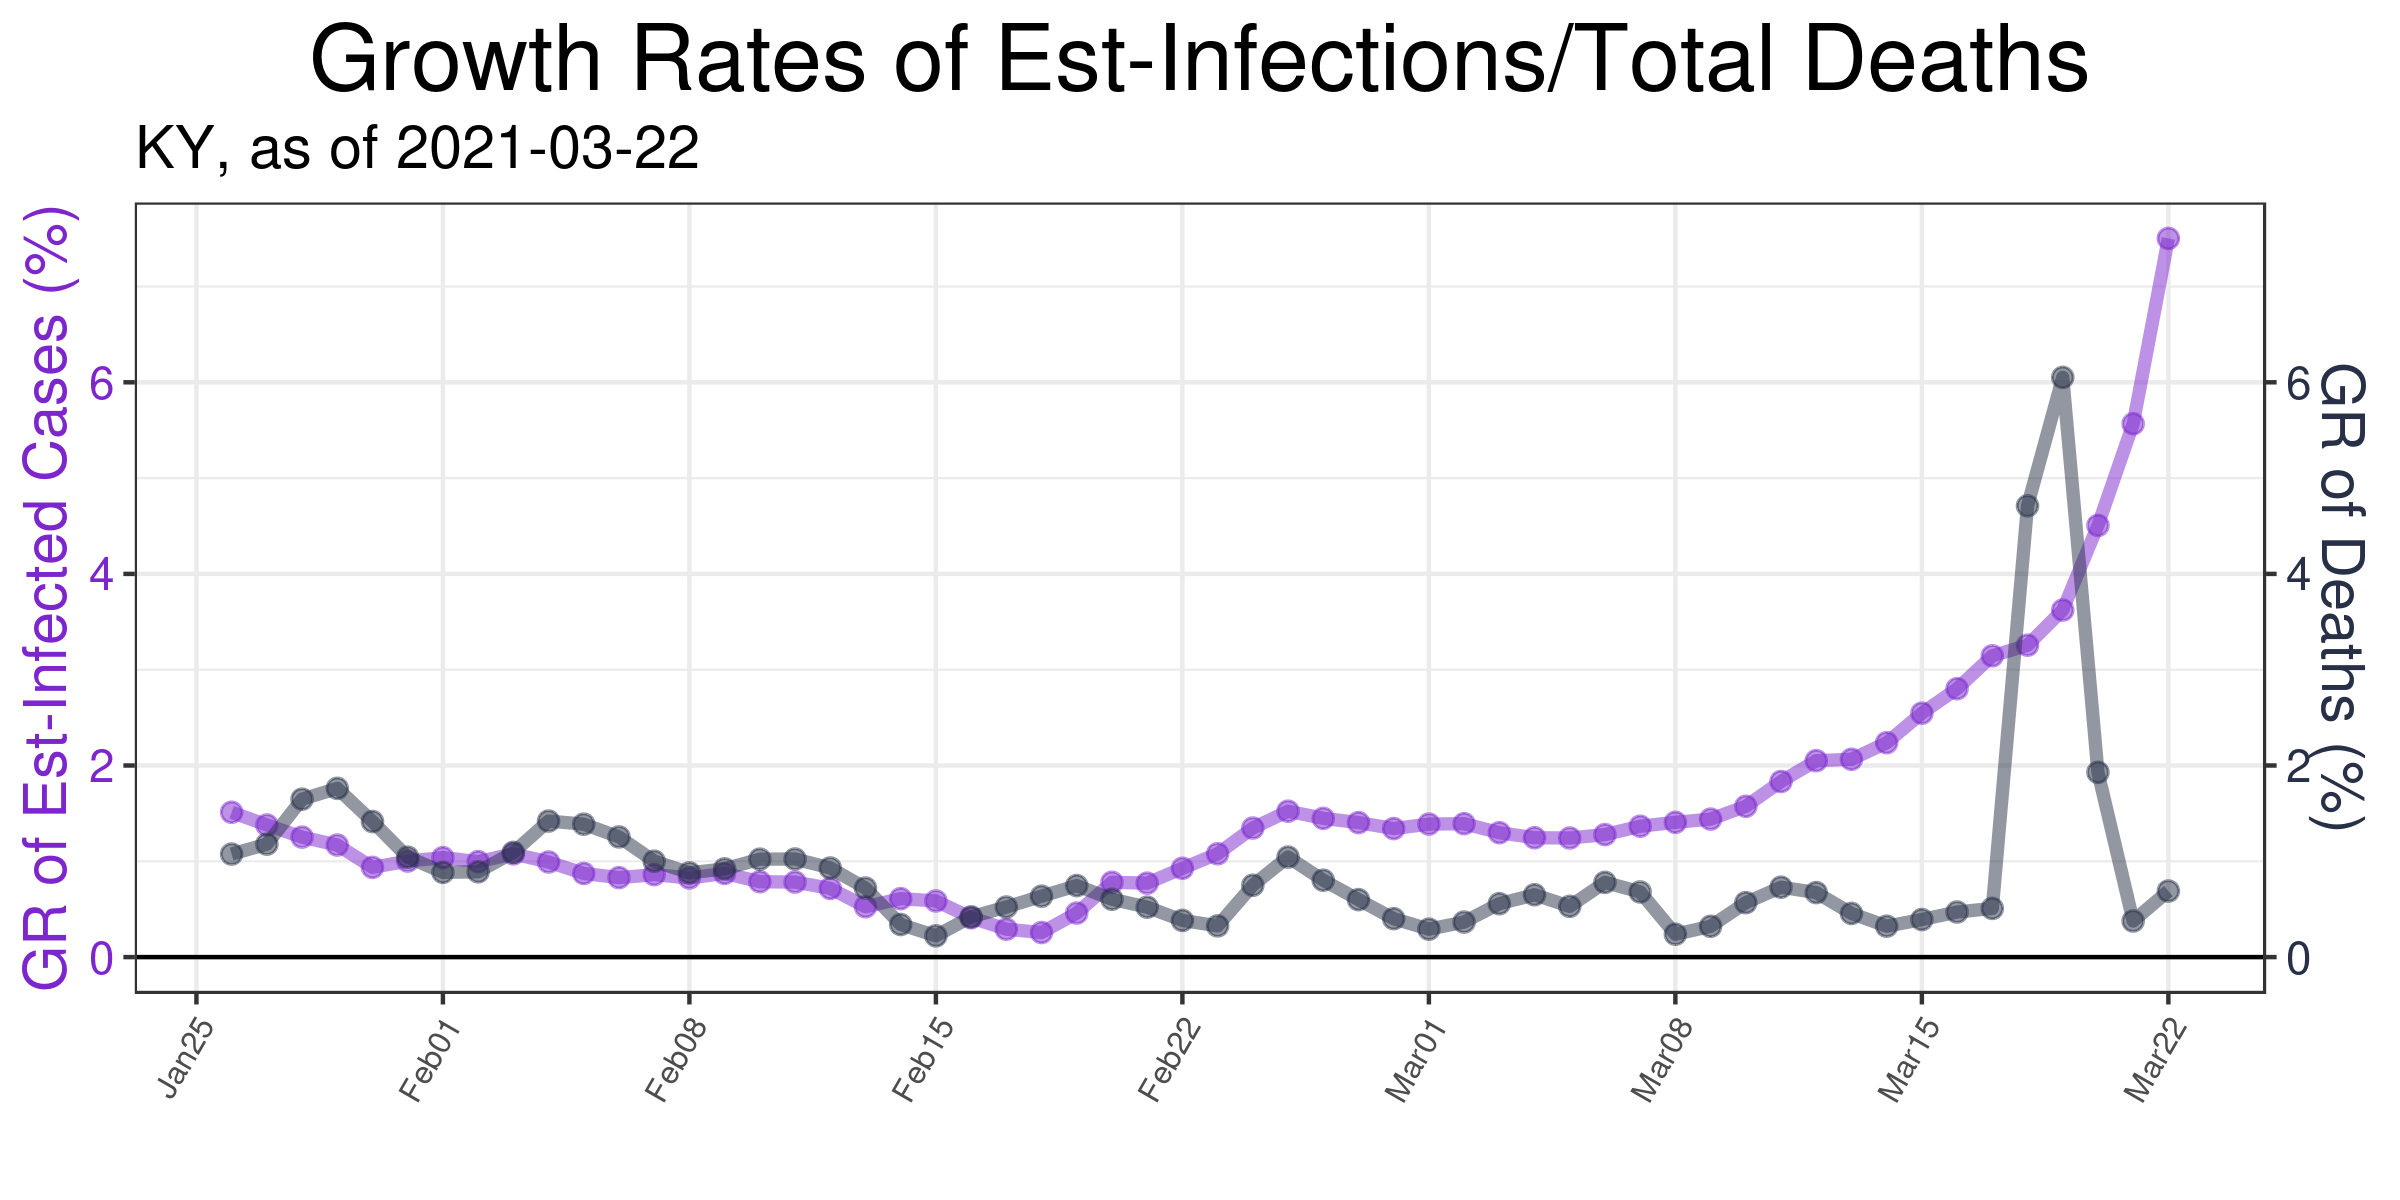 Growth Rates of Est-Infections/Total Deaths
KY, as of 2021-03-22
GR of Est-Infected Cases (%)
6
4
2
0
6
4
2
0
GR of Deaths (%)
Jan25
Feb01
Feb08
Feb15
Feb22
Mar01
Mar08
Mar15
Mar22